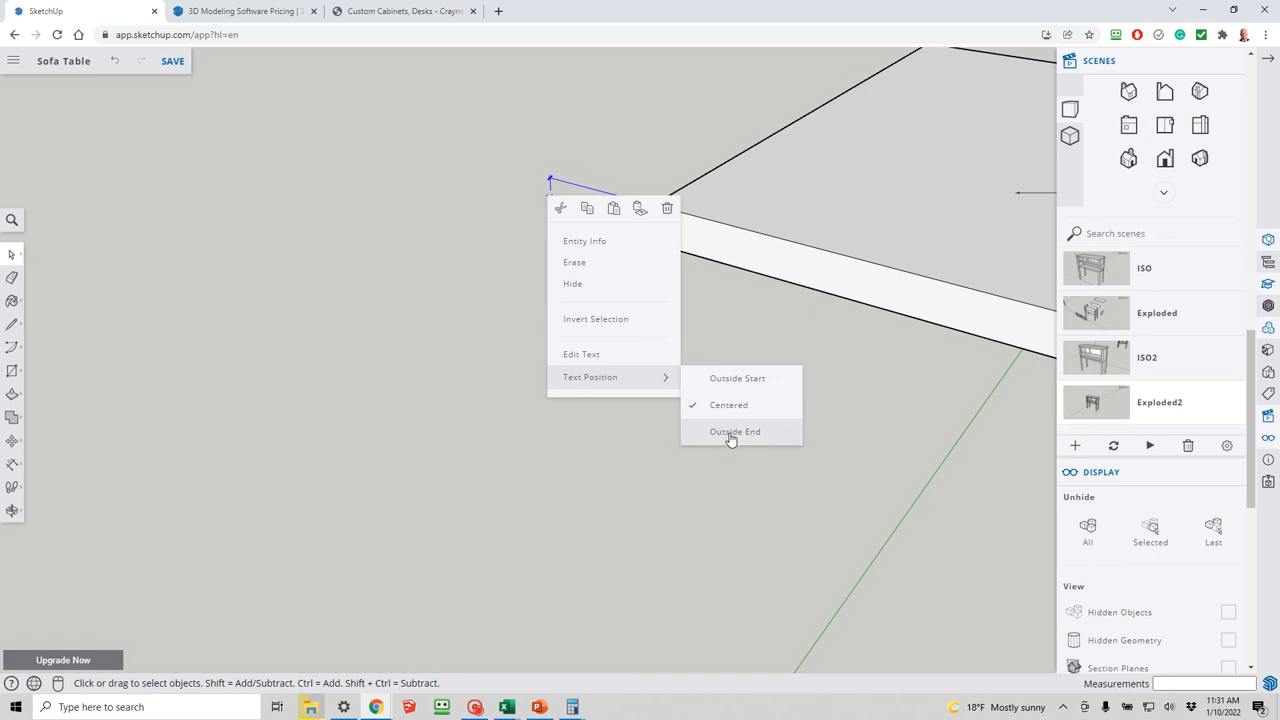 SketchUp
3D Modeling Software Pricing | 3
Custom Cabinets, Desks - Crayne
app.sketchup.com/app?hl=en
Sofa Table
SAVE
SCENES
Search scenes
ISO
Exploded
ISO2
Exploded2
Entity Info
Erase
Hide
Invert Selection
Edit Text
Text Position
Outside Start
Centered
Outside End
DISPLAY
Unhide
All
Selected
Last
View
Hidden Objects
Hidden Geometry
Section Planes
Upgrade Now
Click or drag to select objects. Shift = Add/Subtract. Ctrl = Add. Shift + Ctrl = Subtract.
Measurements
Type here to search
18°F Mostly sunny
11:31 AM
1/10/2022
2